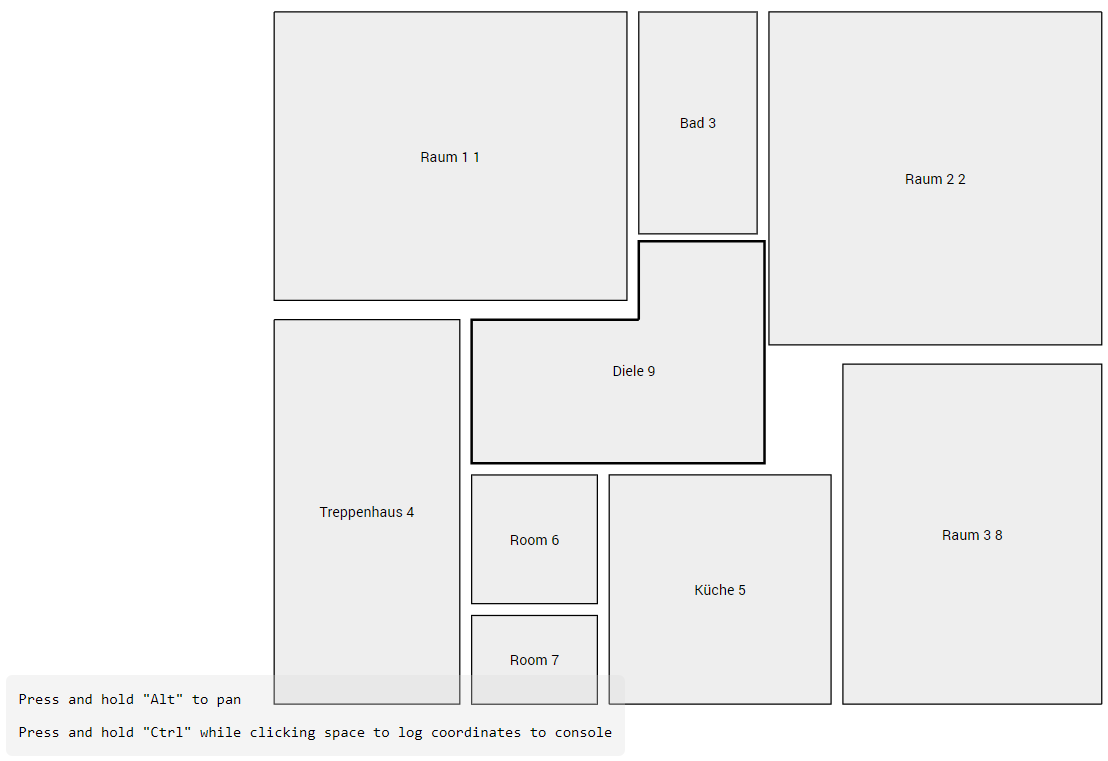 Raum 1 1
Bad 3
Raum 2 2
Diele 9
Treppenhaus 4
Room 6
Raum 3 8
Küche 5
Room 7
Press and hold "Alt" to pan
Press and hold "Ctrl" while clicking space to log coordinates to console